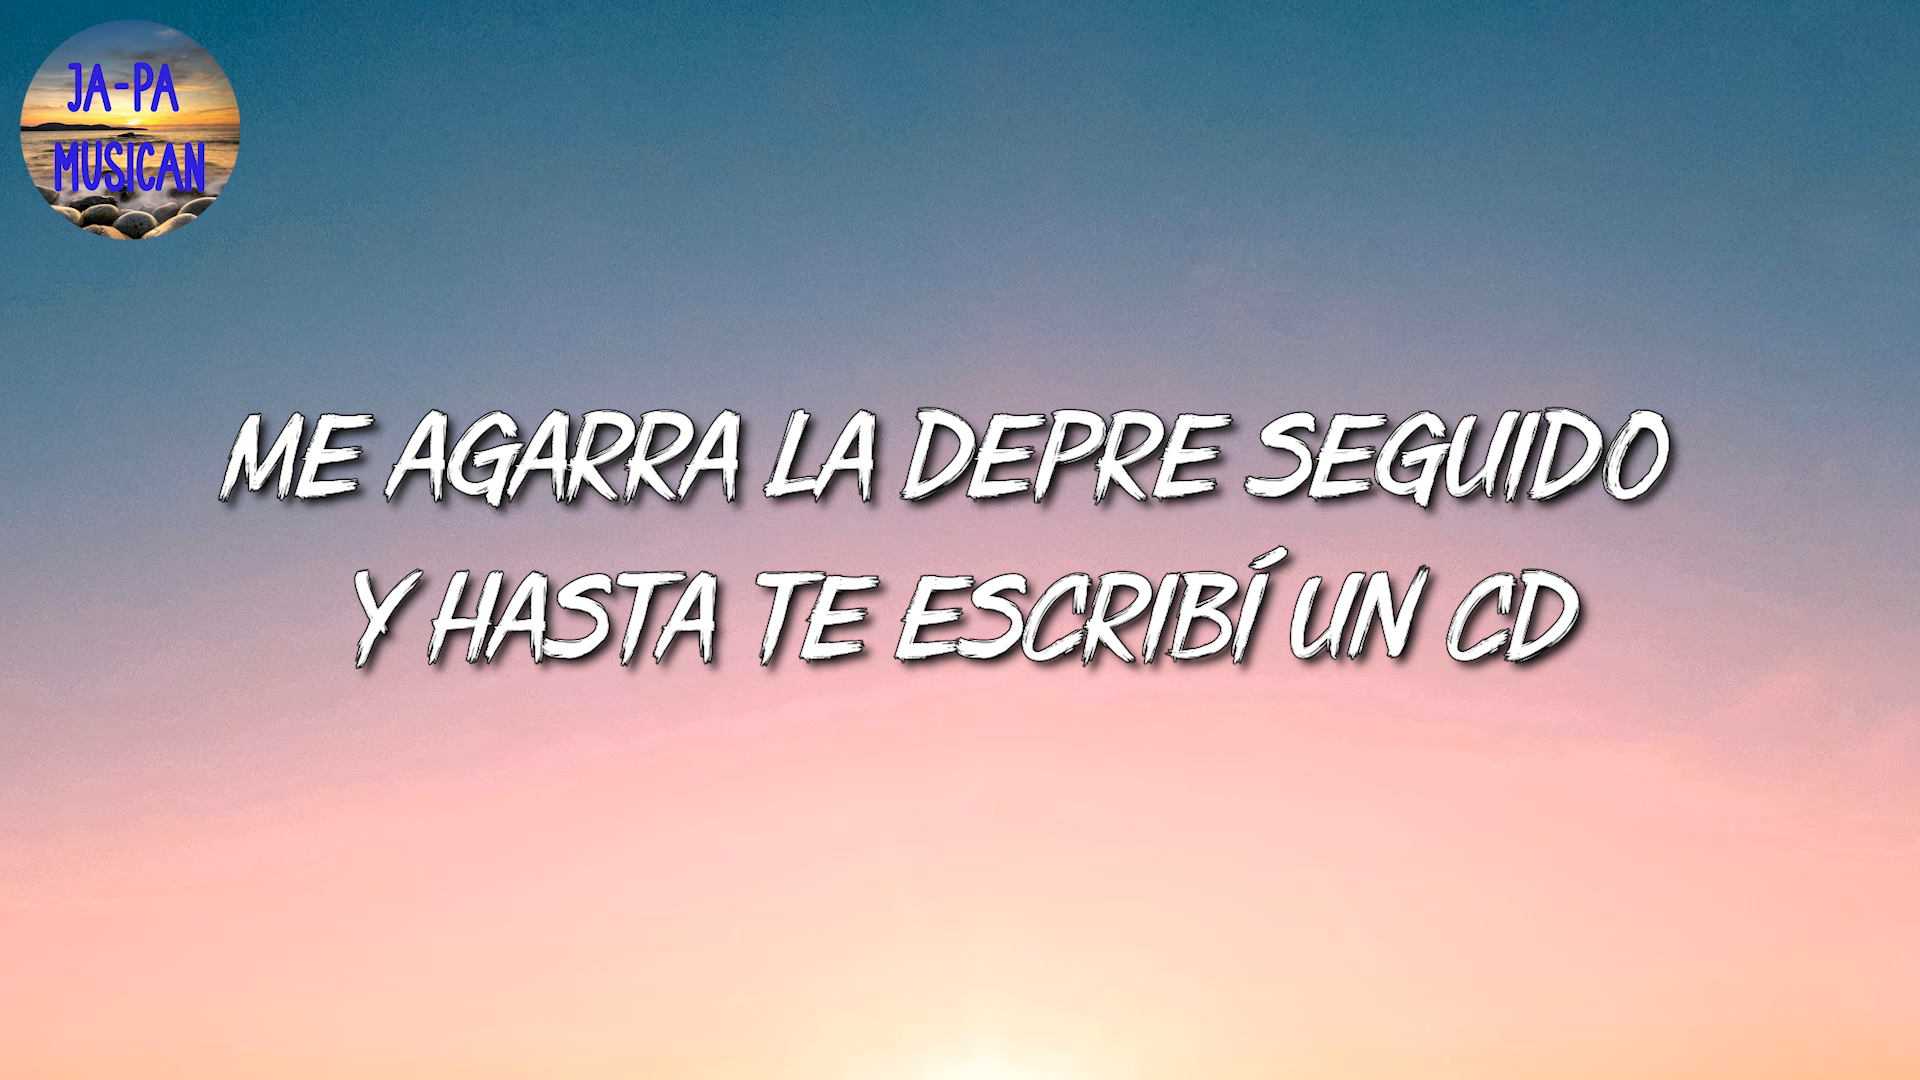 JA-PA
MUSICAN
ME AGARRA LA DEPRE SEGUIDO
Y HASTA TE ESCRIBÍ UN CD